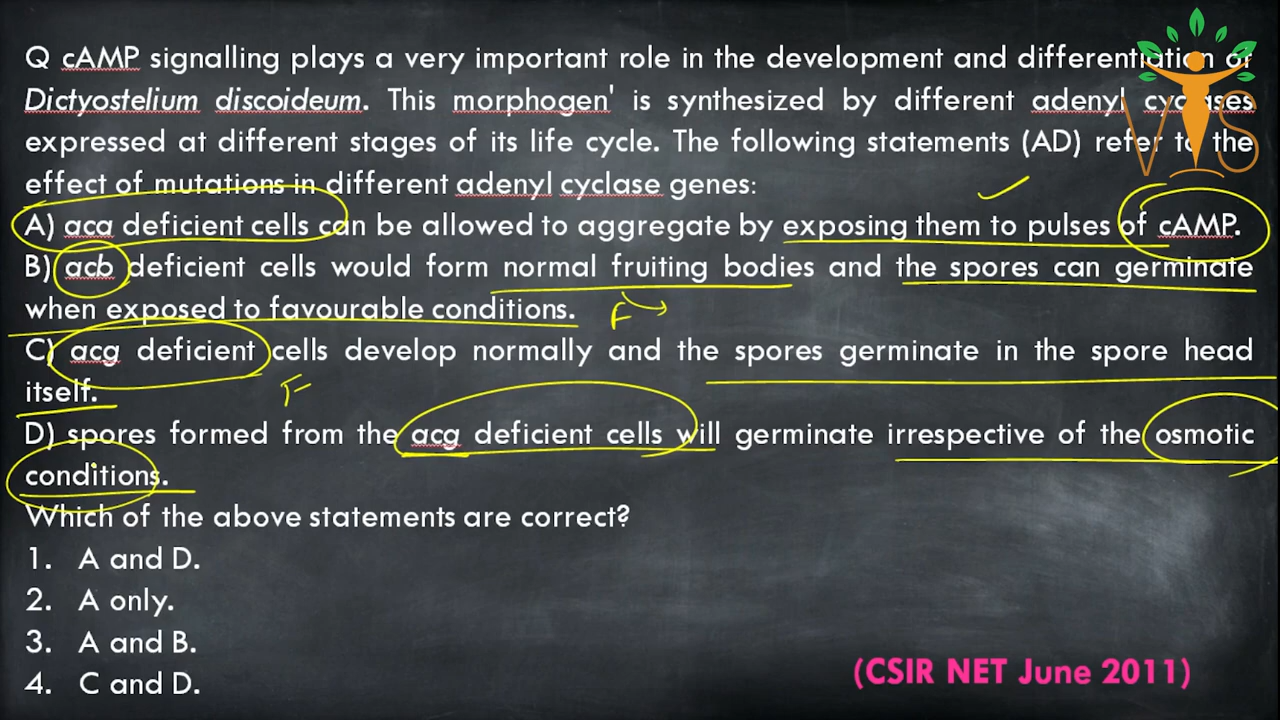 Q cAMP signalling plays a very important role in the development and differentiation of
Dictyostelium discoideum. This morphogen' is synthesized by different adenyl cyclases
expressed at different stages of its life cycle. The following statements (AD) refer to the
effect of mutations in different adenyl cyclase genes:
A) aca deficient cells can be allowed to aggregate by exposing them to pulses of cAMP.
B) acb deficient cells would form normal fruiting bodies and the spores can germinate
when exposed to favourable conditions.
F
C) acg deficient cells develop normally and the spores germinate in the spore head
itself.
F
D) spores formed from the acg deficient cells will germinate irrespective of the osmotic
conditions.
Which of the above statements are correct?
1. A and D.
2. A only.
3. A and B.
4. C and D.
(CSIR NET June 2011)
VIS